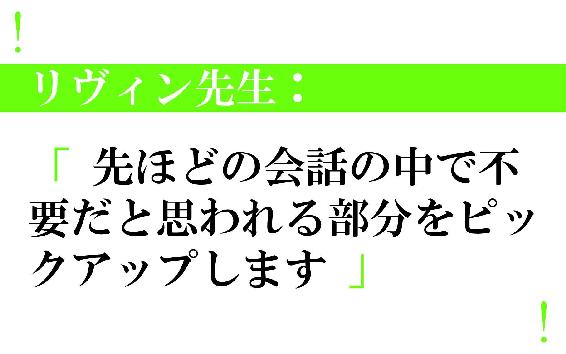 !
リヴィン先生：
「 先ほどの会話の中で不
要だと思われる部分をピッ
クアップします 」
!